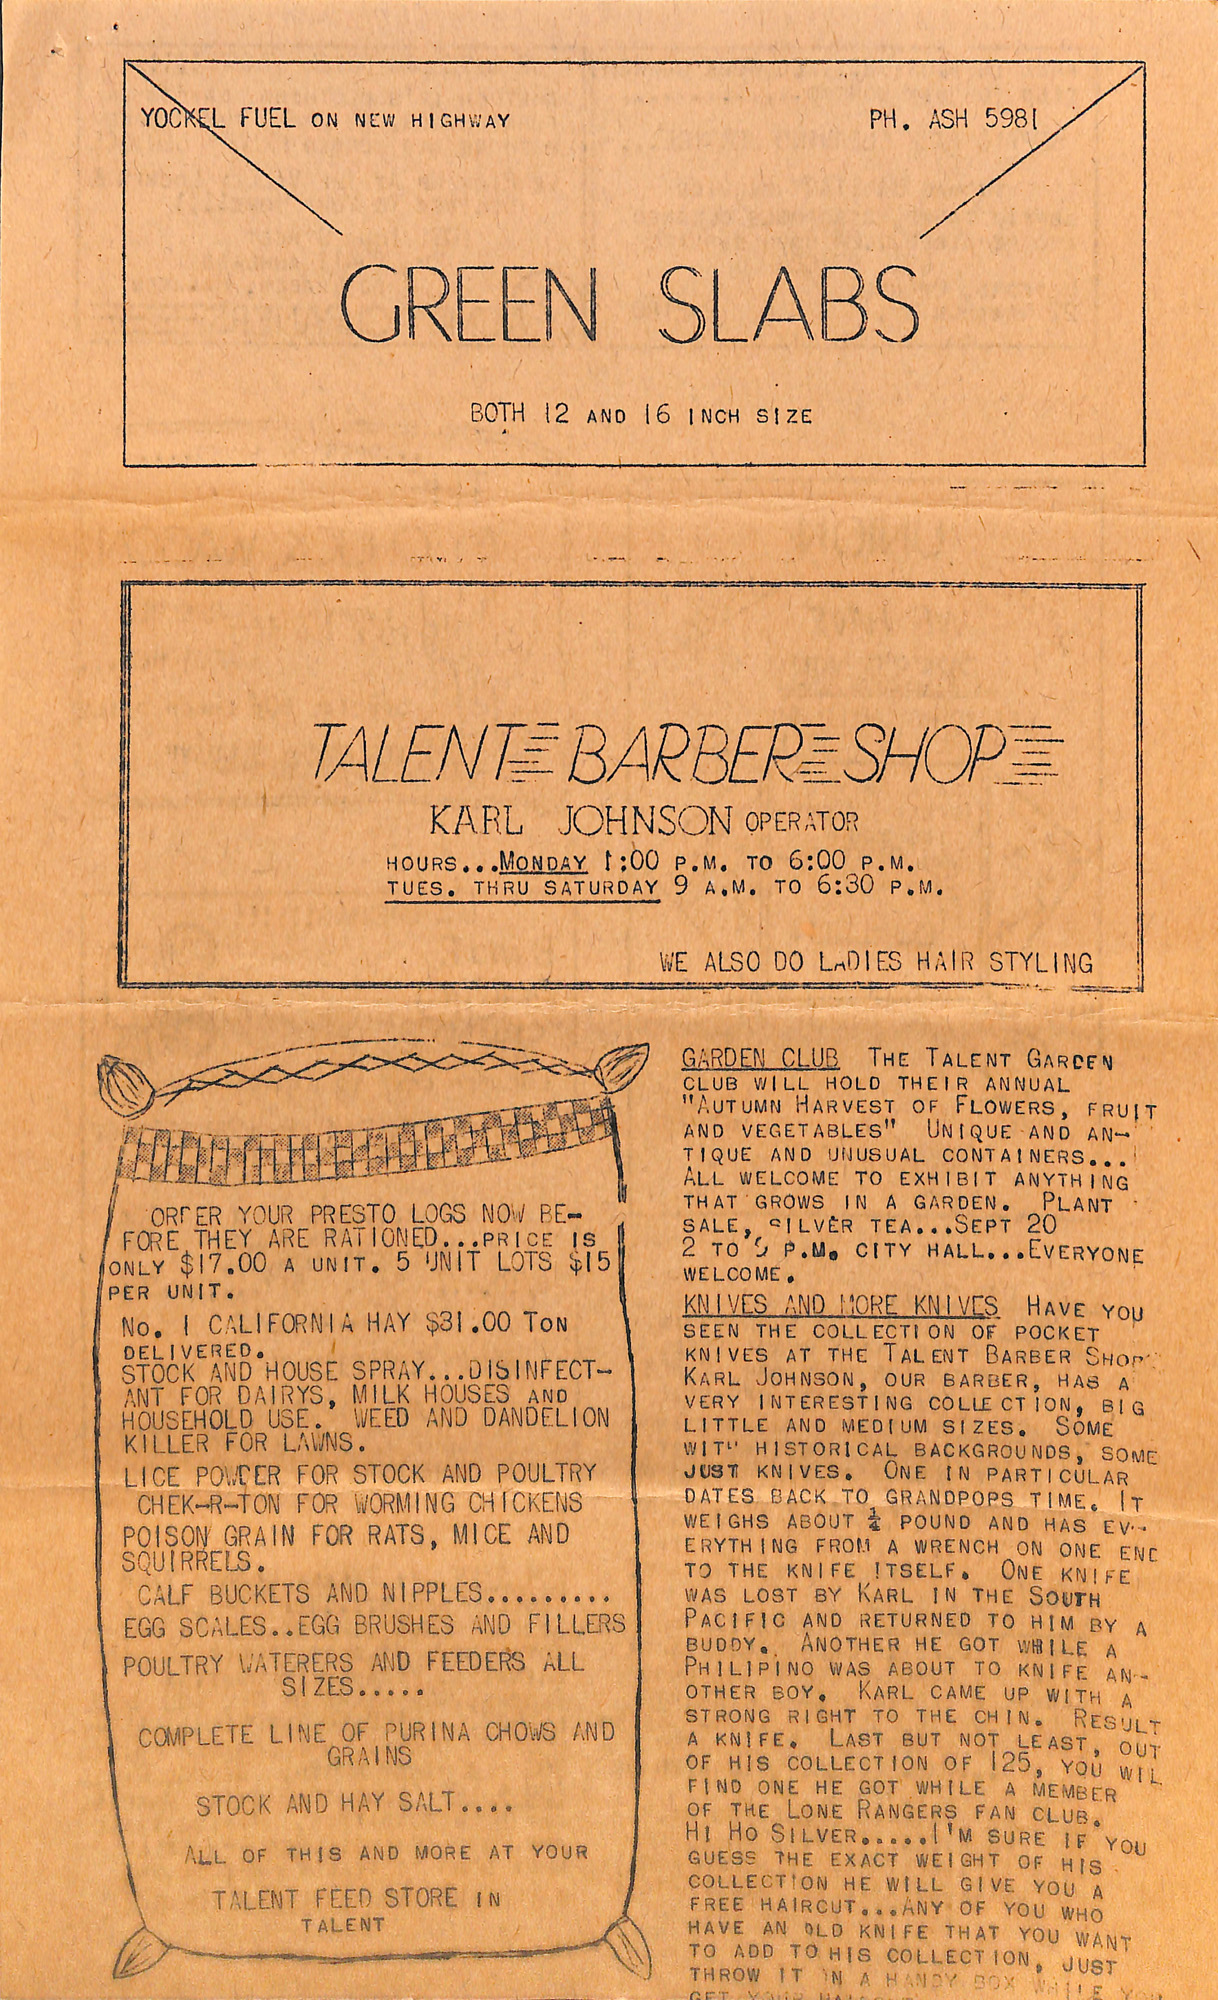 YOCKEL FUEL ON NEW HIGHWAY
PH. ASH 5981
GREEN SLABS
BOTH 12 AND 16 INCH SIZE
TALENT BARBER SHOP
KARL JOHNSON OPERATOR
HOURS...MONDAY 1:00 P.M. TO 6:00 P.M.
TUES. THRU SATURDAY 9 A.M. TO 6:30 P.M.
WE ALSO DO LADIES HAIR STYLING
ORDER YOUR PRESTO LOGS NOW BE-
FORE THEY ARE RATIONED...PRICE IS
ONLY $17.00 A UNIT. 5 UNIT LOTS $15
PER UNIT.
No. 1 CALIFORNIA HAY $31.00 TON
DELIVERED.
STOCK AND HOUSE SPRAY...DISINFECT-
ANT FOR DAIRYS, MILK HOUSES AND
HOUSEHOLD USE. WEED AND DANDELION
KILLER FOR LAWNS.
LICE POWDER FOR STOCK AND POULTRY
CHEK-R-TON FOR WORMING CHICKENS
POISON GRAIN FOR RATS, MICE AND
SQUIRRELS.
CALF BUCKETS AND NIPPLES..........
EGG SCALES..EGG BRUSHES AND FILLERS
POULTRY WATERERS AND FEEDERS ALL
SIZES.....
COMPLETE LINE OF PURINA CHOWS AND
GRAINS
STOCK AND HAY SALT....
ALL OF THIS AND MORE AT YOUR
TALENT FEED STORE IN
TALENT
GARDEN CLUB THE TALENT GARDEN
CLUB WILL HOLD THEIR ANNUAL
"AUTUMN HARVEST OF FLOWERS, FRUIT
AND VEGETABLES" UNIQUE AND AN-
TIQUE AND UNUSUAL CONTAINERS...
ALL WELCOME TO EXHIBIT ANYTHING
THAT GROWS IN A GARDEN. PLANT
SALE, SILVER TEA...SEPT 20
2 TO P.M. CITY HALL...EVERYONE
WELCOME.
KNIVES AND MORE KNIVES HAVE YOU
SEEN THE COLLECTION OF POCKET
KNIVES AT THE TALENT BARBER SHOP
KARL JOHNSON, OUR BARBER, HAS A
VERY INTERESTING COLLECTION, BIG
LITTLE AND MEDIUM SIZES. SOME
WITH HISTORICAL BACKGROUNDS, SOME
JUST KNIVES. ONE IN PARTICULAR
DATES BACK TO GRANDPOPS TIME. IT
WEIGHS ABOUT POUND AND HAS EV-
ERYTHING FROM A WRENCH ON ONE END
TO THE KNIFE ITSELF. ONE KNIFE
WAS LOST BY KARL IN THE SOUTH
PACIFIC AND RETURNED TO HIM BY A
BUDDY. ANOTHER HE GOT WHILE A
PHILIPINO WAS ABOUT TO KNIFE AN-
OTHER BOY. KARL CAME UP WITH A
STRONG RIGHT TO THE CHIN. RESULT
A KNIFE. LAST BUT NOT LEAST, OUT
OF HIS COLLECTION OF 125, YOU WIL
FIND ONE HE GOT WHILE A MEMBER
OF THE LONE RANGERS FAN CLUB.
HI HO SILVER.....I'M SURE IF YOU
GUESS THE EXACT WEIGHT OF HIS
COLLECTION HE WILL GIVE YOU A
FREE HAIRCUT...ANY OF YOU WHO
HAVE AN OLD KNIFE THAT YOU WANT
TO ADD TO HIS COLLECTION, JUST
THROW IT IN A HANDY BOX WHILE YOU
GET YOUR